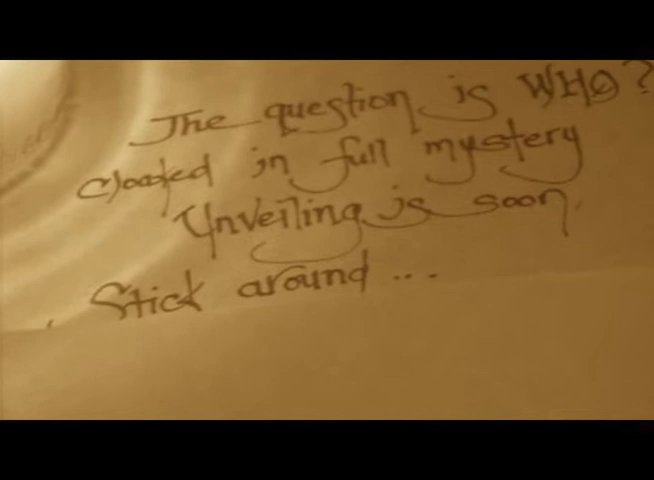 The question is WHO?
cloaked in full mystery
Unveiling is soon.
Stick around...